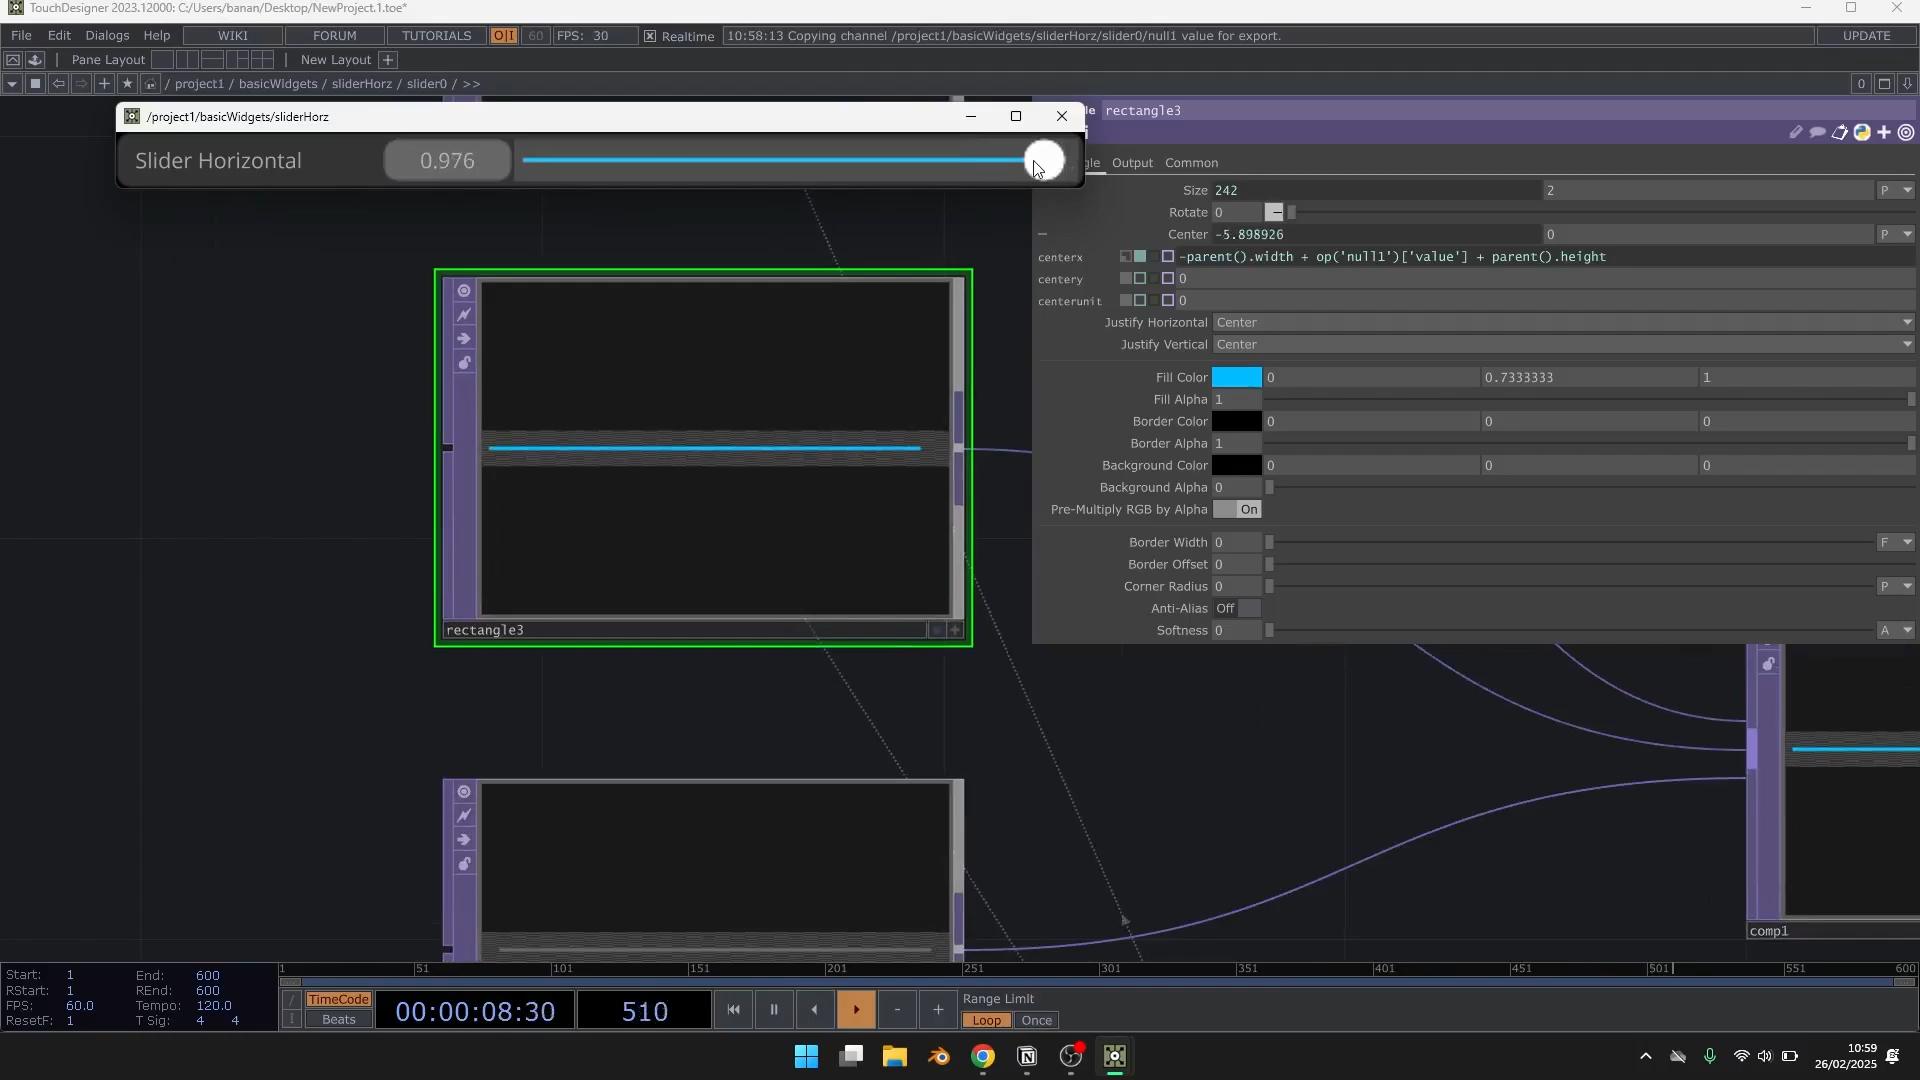 TouchDesigner 2023.12000: C:/Users/banan/Desktop/NewProject.1.toe*
File Edit Dialogs Help WIKI FORUM TUTORIALS O|I 60 FPS: 30 Realtime 10:58:13 Copying channel /project1/basicWidgets/sliderHorz/slider0/null1 value for export. UPDATE
Pane Layout New Layout +
/ project1 / basicWidgets / sliderHorz / slider0 / >> 0
/project1/basicWidgets/sliderHorz
Slider Horizontal 0.976
rectangle3
Output Common
Size 242 2 P
Rotate 0
Center -5.898926 0 P
centerx -parent().width + op('null1')['value'] + parent().height
centery 0
centerunit 0
Justify Horizontal Center
Justify Vertical Center
Fill Color 0 0.7333333 1
Fill Alpha 1
Border Color 0 0 0
Border Alpha 1
Background Color 0 0 0
Background Alpha 0
Pre-Multiply RGB by Alpha On
Border Width 0 F
Border Offset 0
Corner Radius 0 P
Anti-Alias Off
Softness 0 A
rectangle3
comp1
1 51 101 151 201 251 301 351 401 451 501 551 600
Start: 1 End: 600
RStart: 1 REnd: 600
FPS: 60.0 Tempo: 120.0
ResetF: 1 T Sig: 4 4
TimeCode
Beats
00:00:08:30 510
Range Limit
Loop Once
10:59
26/02/2025